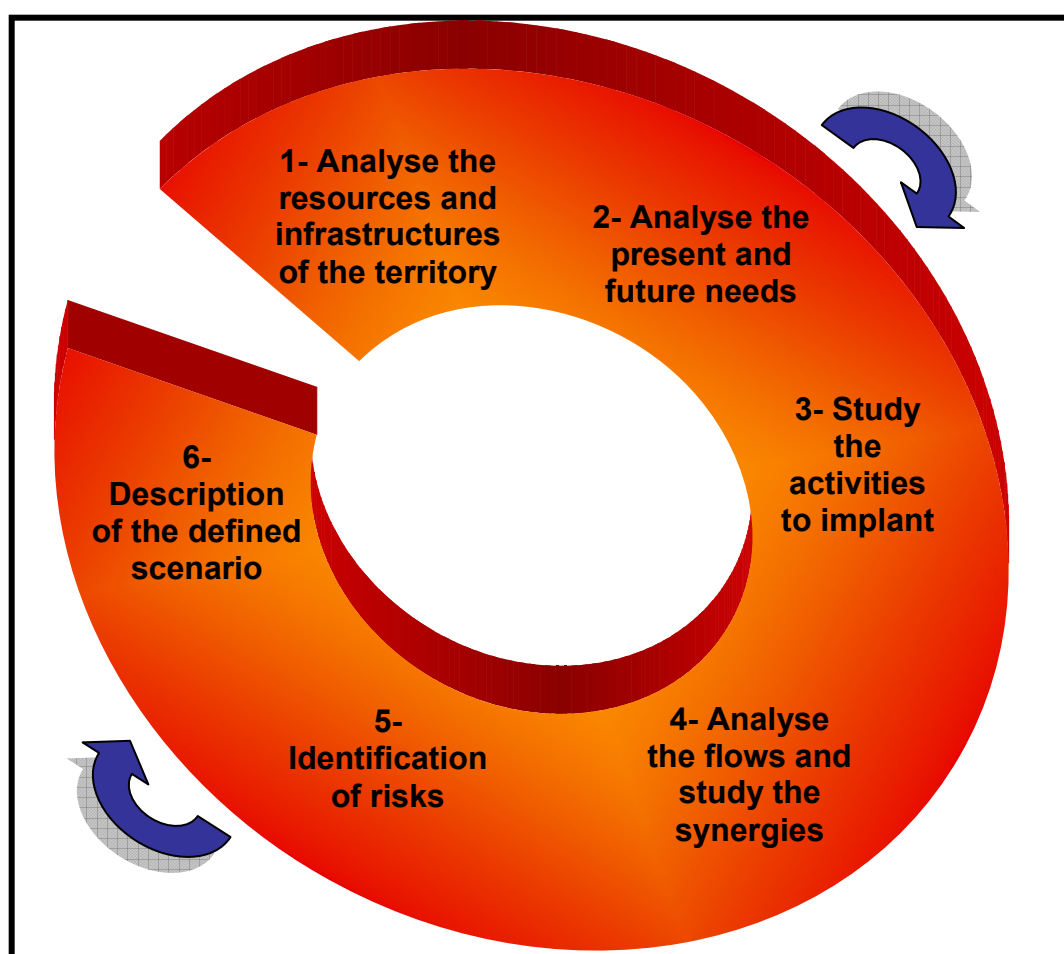 1- Analyse the
resources and
infrastructures
of the territory
2- Analyse the
present and
future needs
3- Study
the
activities
to implant
4- Analyse
the flows and
study the
synergies
5-
Identification
of risks
6-
Description
of the defined
scenario